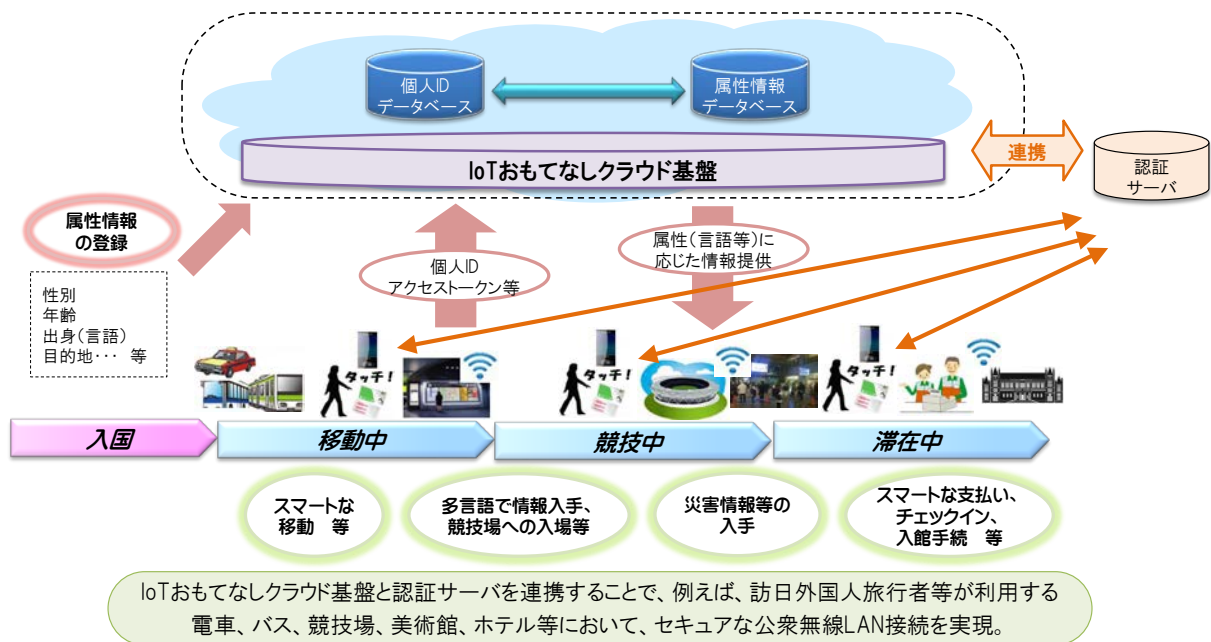 個人ID
データベース
属性情報
データベース
IoTおもてなしクラウド基盤
連携
認証
サーバ
属性情報
の登録
性別
年齢
出身(言語)
目的地・・・ 等
個人ID
アクセストークン等
属性(言語等)に
応じた情報提供
タッチ!
タッチ!
タッチ!
入国
移動中
競技中
滞在中
スマートな
移動 等
多言語で情報入手、
競技場への入場等
災害情報等の
入手
スマートな支払い、
チェックイン、
入館手続 等
IoTおもてなしクラウド基盤と認証サーバを連携することで、例えば、訪日外国人旅行者等が利用する
電車、バス、競技場、美術館、ホテル等において、セキュアな公衆無線LAN接続を実現。